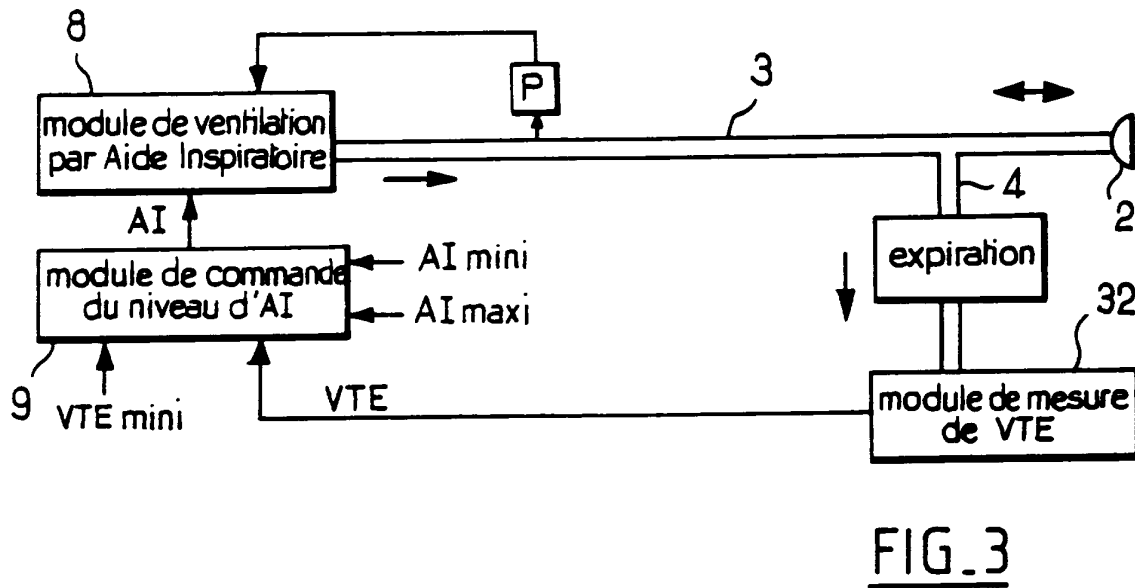 8
module de ventilation
par Aide Inspiratoire
P
3
2
4
AI
expiration
module de commande
du niveau d'AI
AI mini
AI maxi
32
9
VTE mini
VTE
module de mesure
de VTE
FIG_3